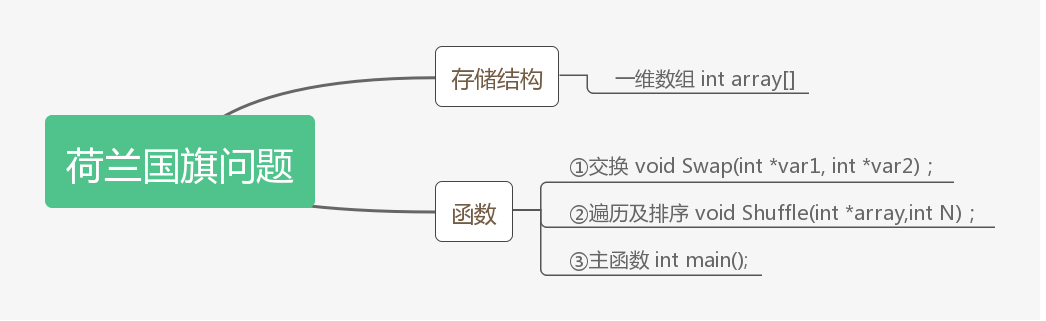 荷兰国旗问题
存储结构
一维数组 int array[]
函数
①交换 void Swap(int *var1, int *var2)；
②遍历及排序 void Shuffle(int *array,int N)；
③主函数 int main();